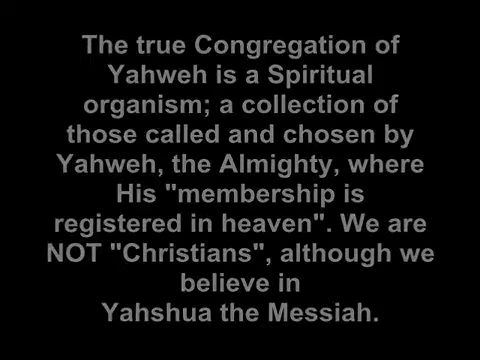 The true Congregation of
Yahweh is a Spiritual
organism; a collection of
those called and chosen by
Yahweh, the Almighty, where
His "membership is
registered in heaven". We are
NOT "Christians", although we
believe in
Yahshua the Messiah.